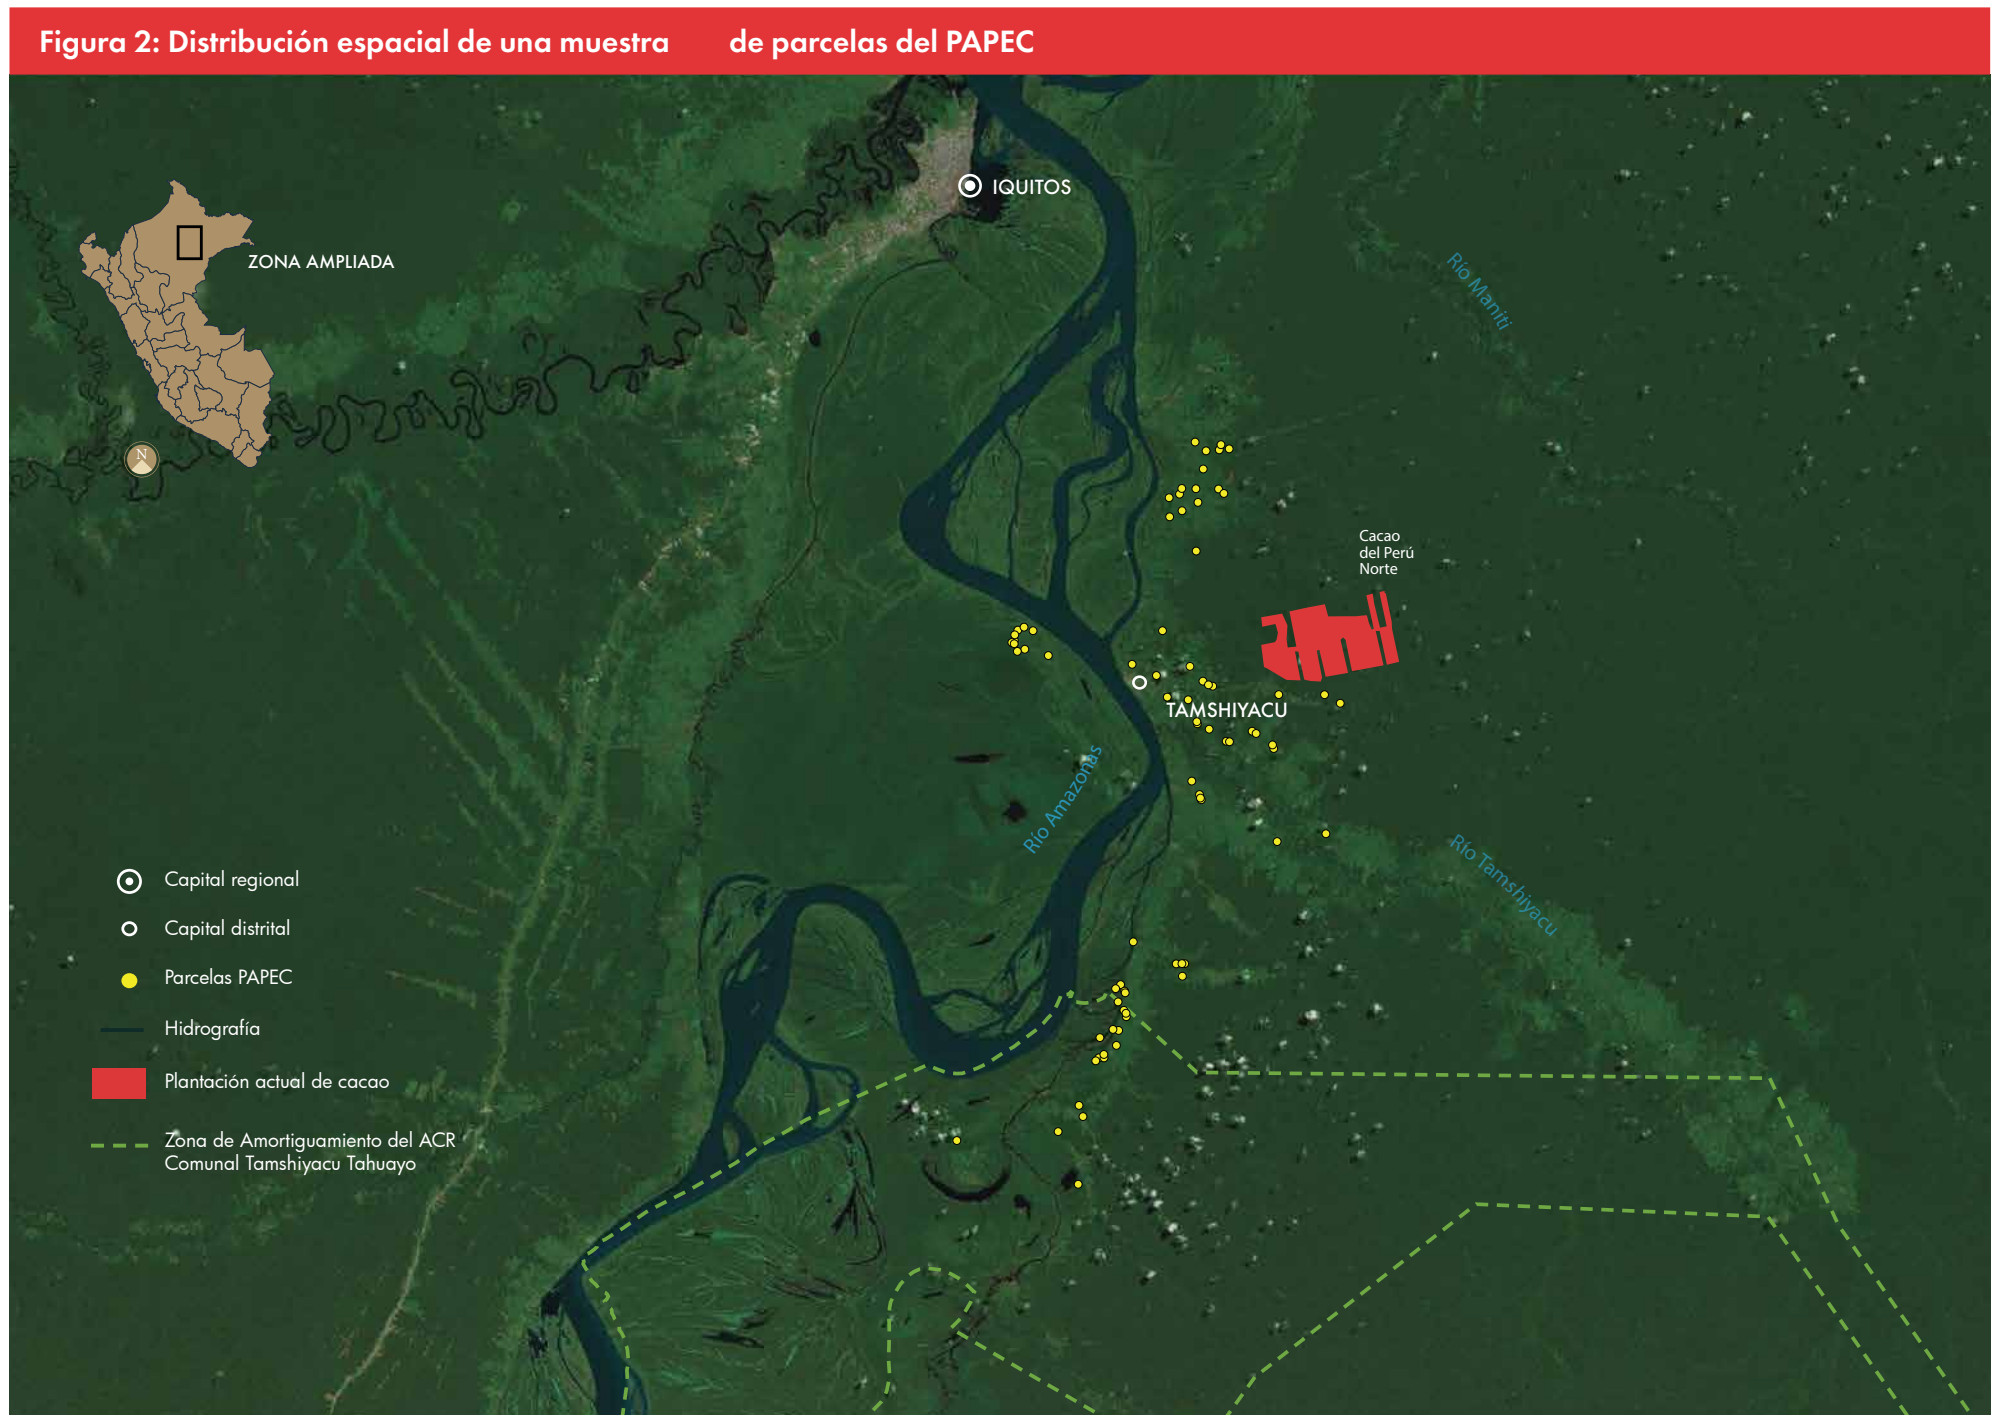 Figura 2: Distribución espacial de una muestra de parcelas del PAPEC
IQUITOS
ZONA AMPLIADA
Río Maniti
N
Cacao
del Perú
Norte
TAMSHIYACU
Río Amazonas
Río Tamshiyacu
Capital regional
Capital distrital
Parcelas PAPEC
Hidrografía
Plantación actual de cacao
Zona de Amortiguamiento del ACR
Comunal Tamshiyacu Tahuayo